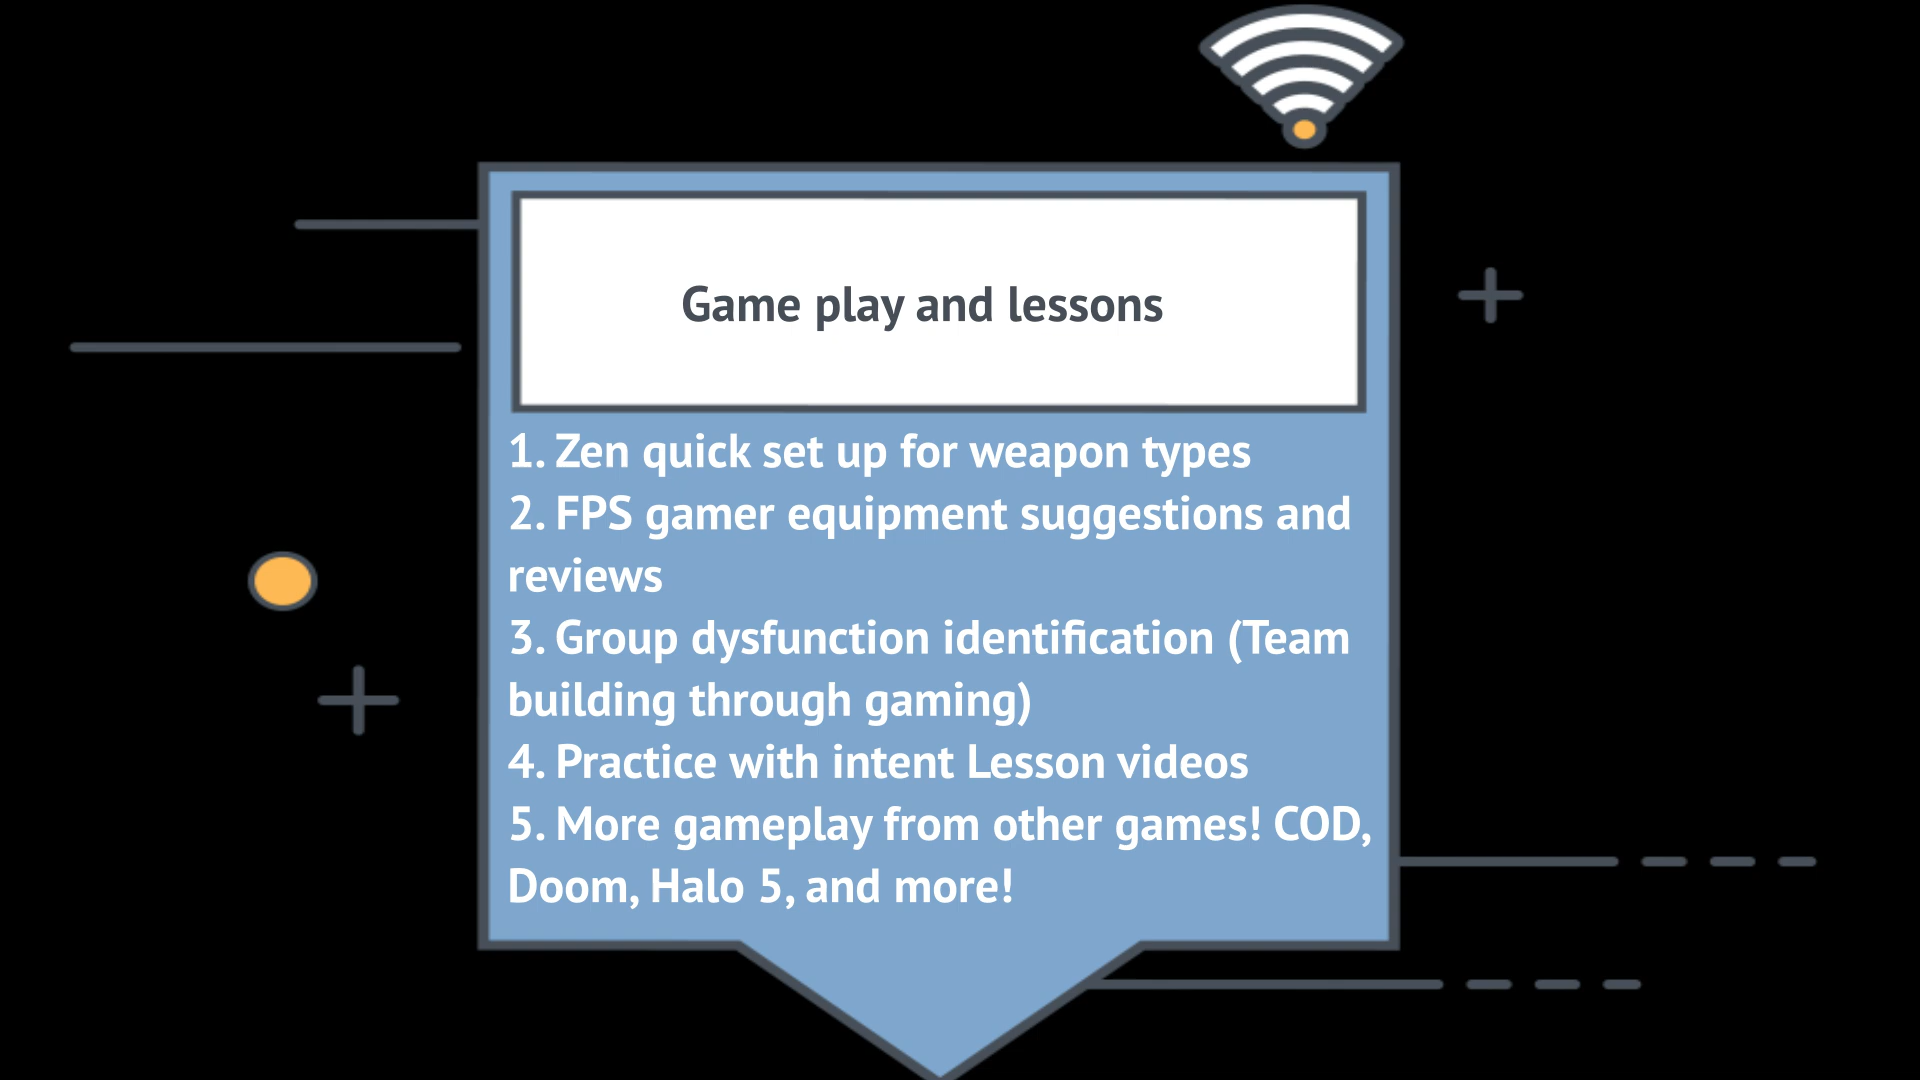 Game play and lessons
1. Zen quick set up for weapon types
2. FPS gamer equipment suggestions and
reviews
3. Group dysfunction identification (Team
building through gaming)
4. Practice with intent Lesson videos
5. More gameplay from other games! COD,
Doom, Halo 5, and more!